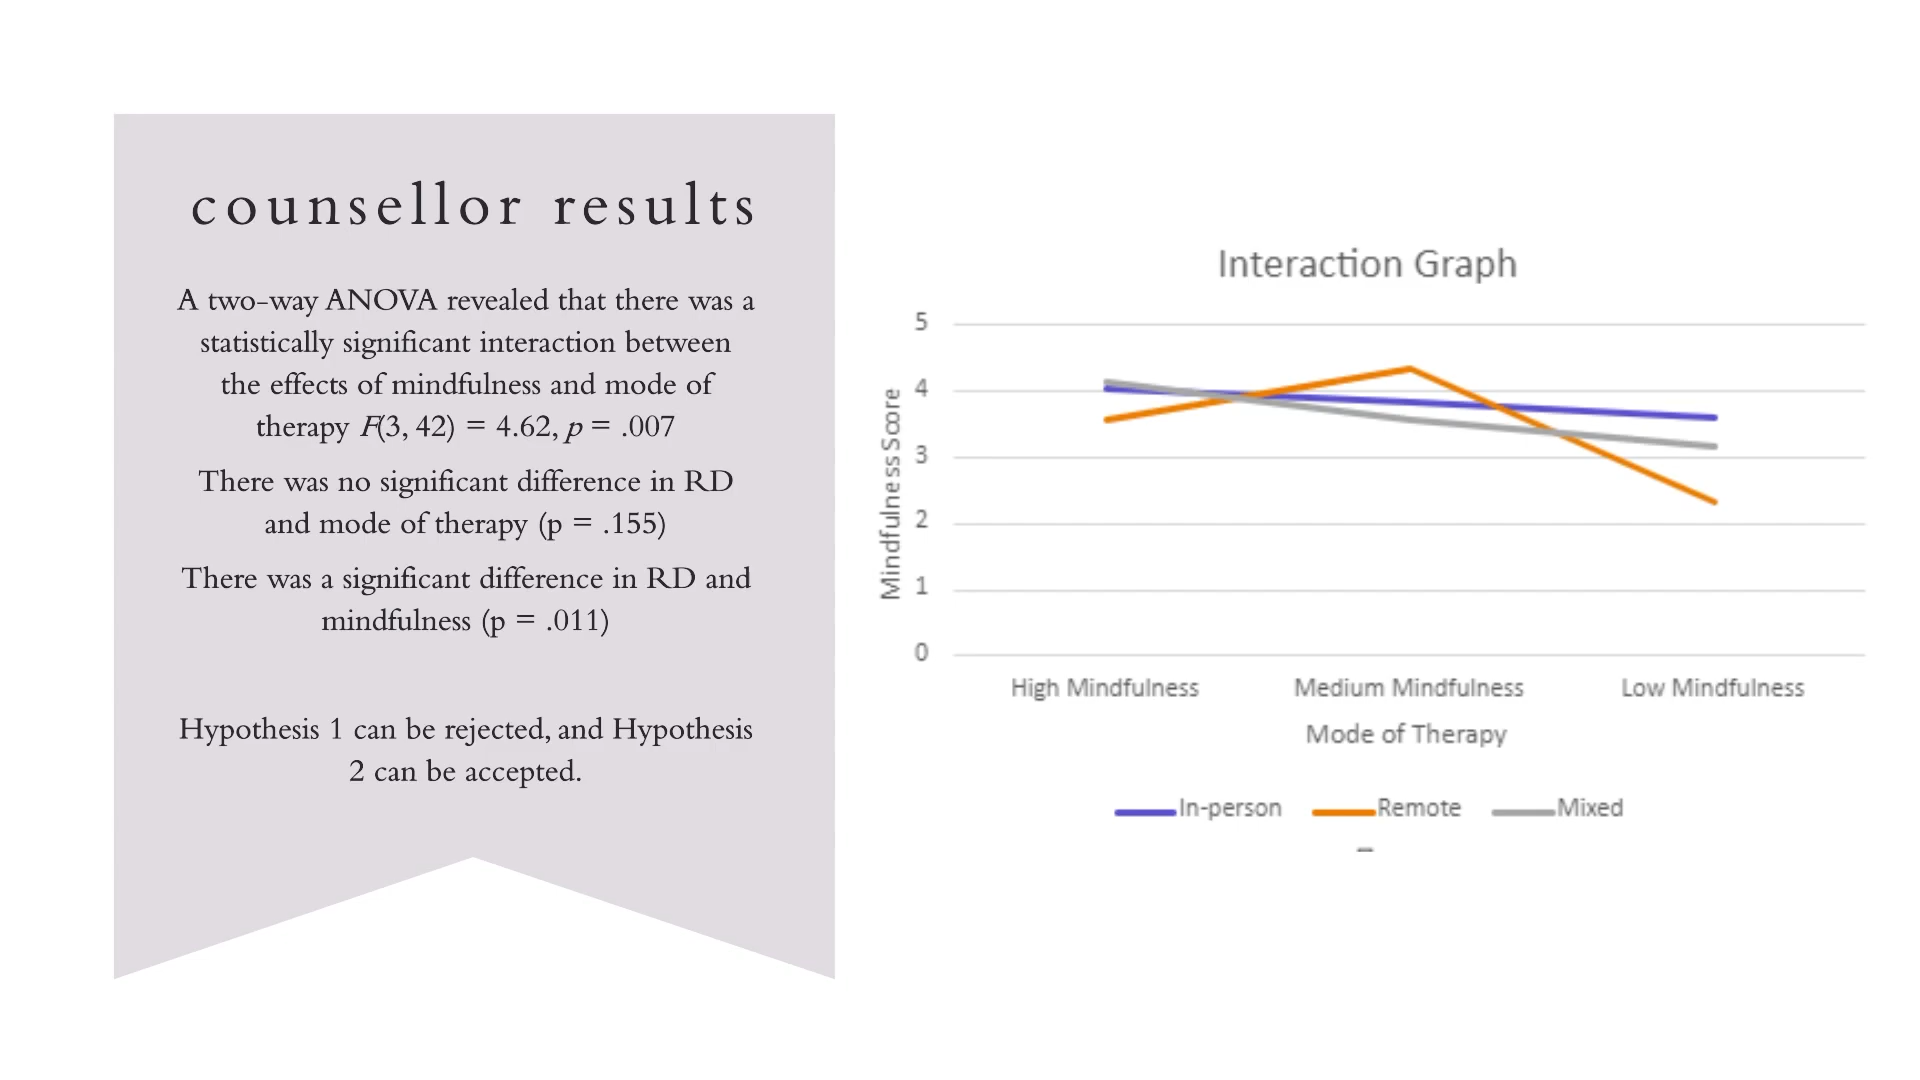 counsellor results
A two-way ANOVA revealed that there was a
statistically significant interaction between
the effects of mindfulness and mode of
therapy F(3, 42) = 4.62, p = .007
There was no significant difference in RD
and mode of therapy (p = .155)
There was a significant difference in RD and
mindfulness (p = .011)
Hypothesis 1 can be rejected, and Hypothesis
2 can be accepted.
Interaction Graph
Mindfulness Score
5
4
3
2
1
0
High Mindfulness Medium Mindfulness Low Mindfulness
Mode of Therapy
In-person Remote Mixed